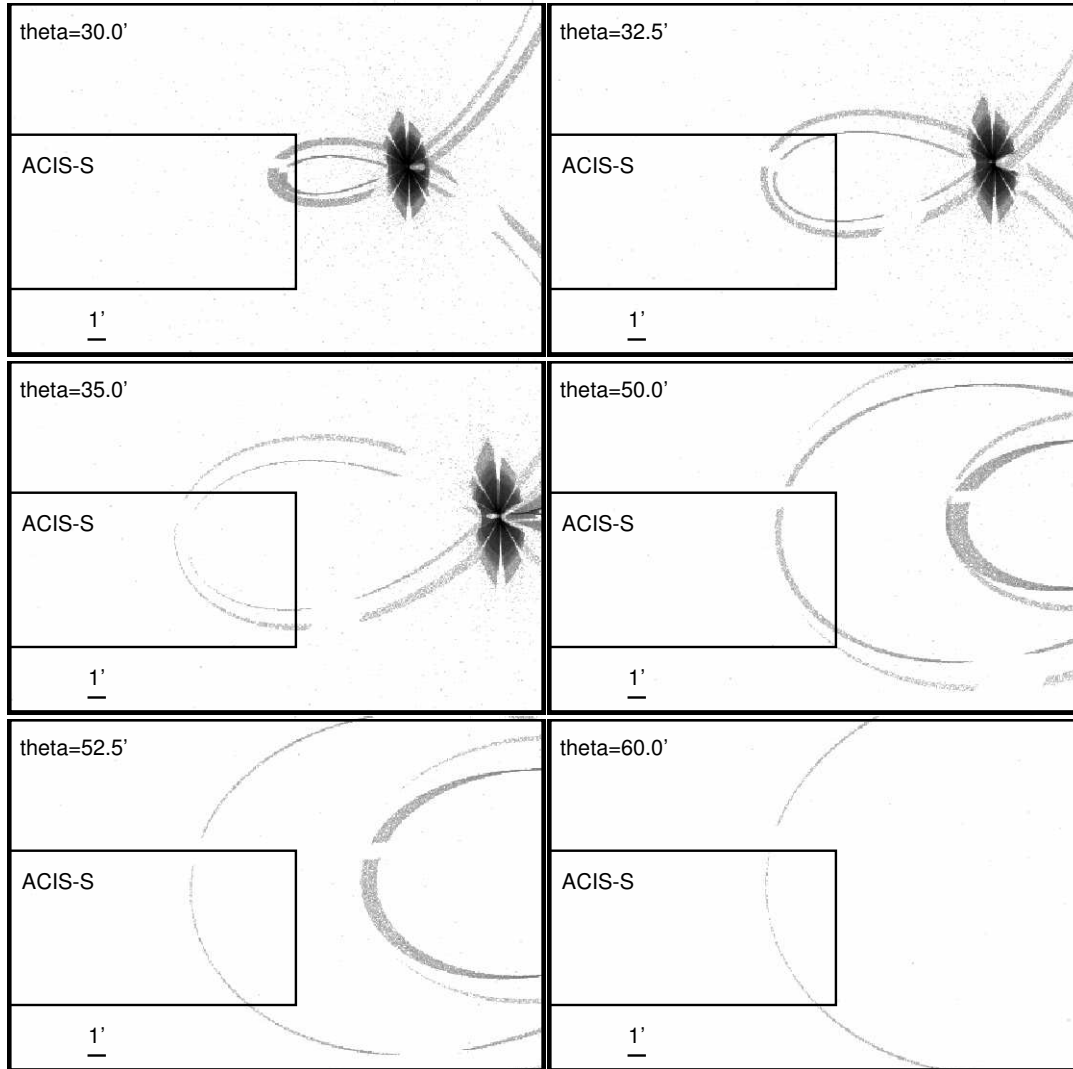 theta=30.0'
ACIS-S
1'
theta=32.5'
ACIS-S
1'
theta=35.0'
ACIS-S
1'
theta=50.0'
ACIS-S
1'
theta=52.5'
ACIS-S
1'
theta=60.0'
ACIS-S
1'